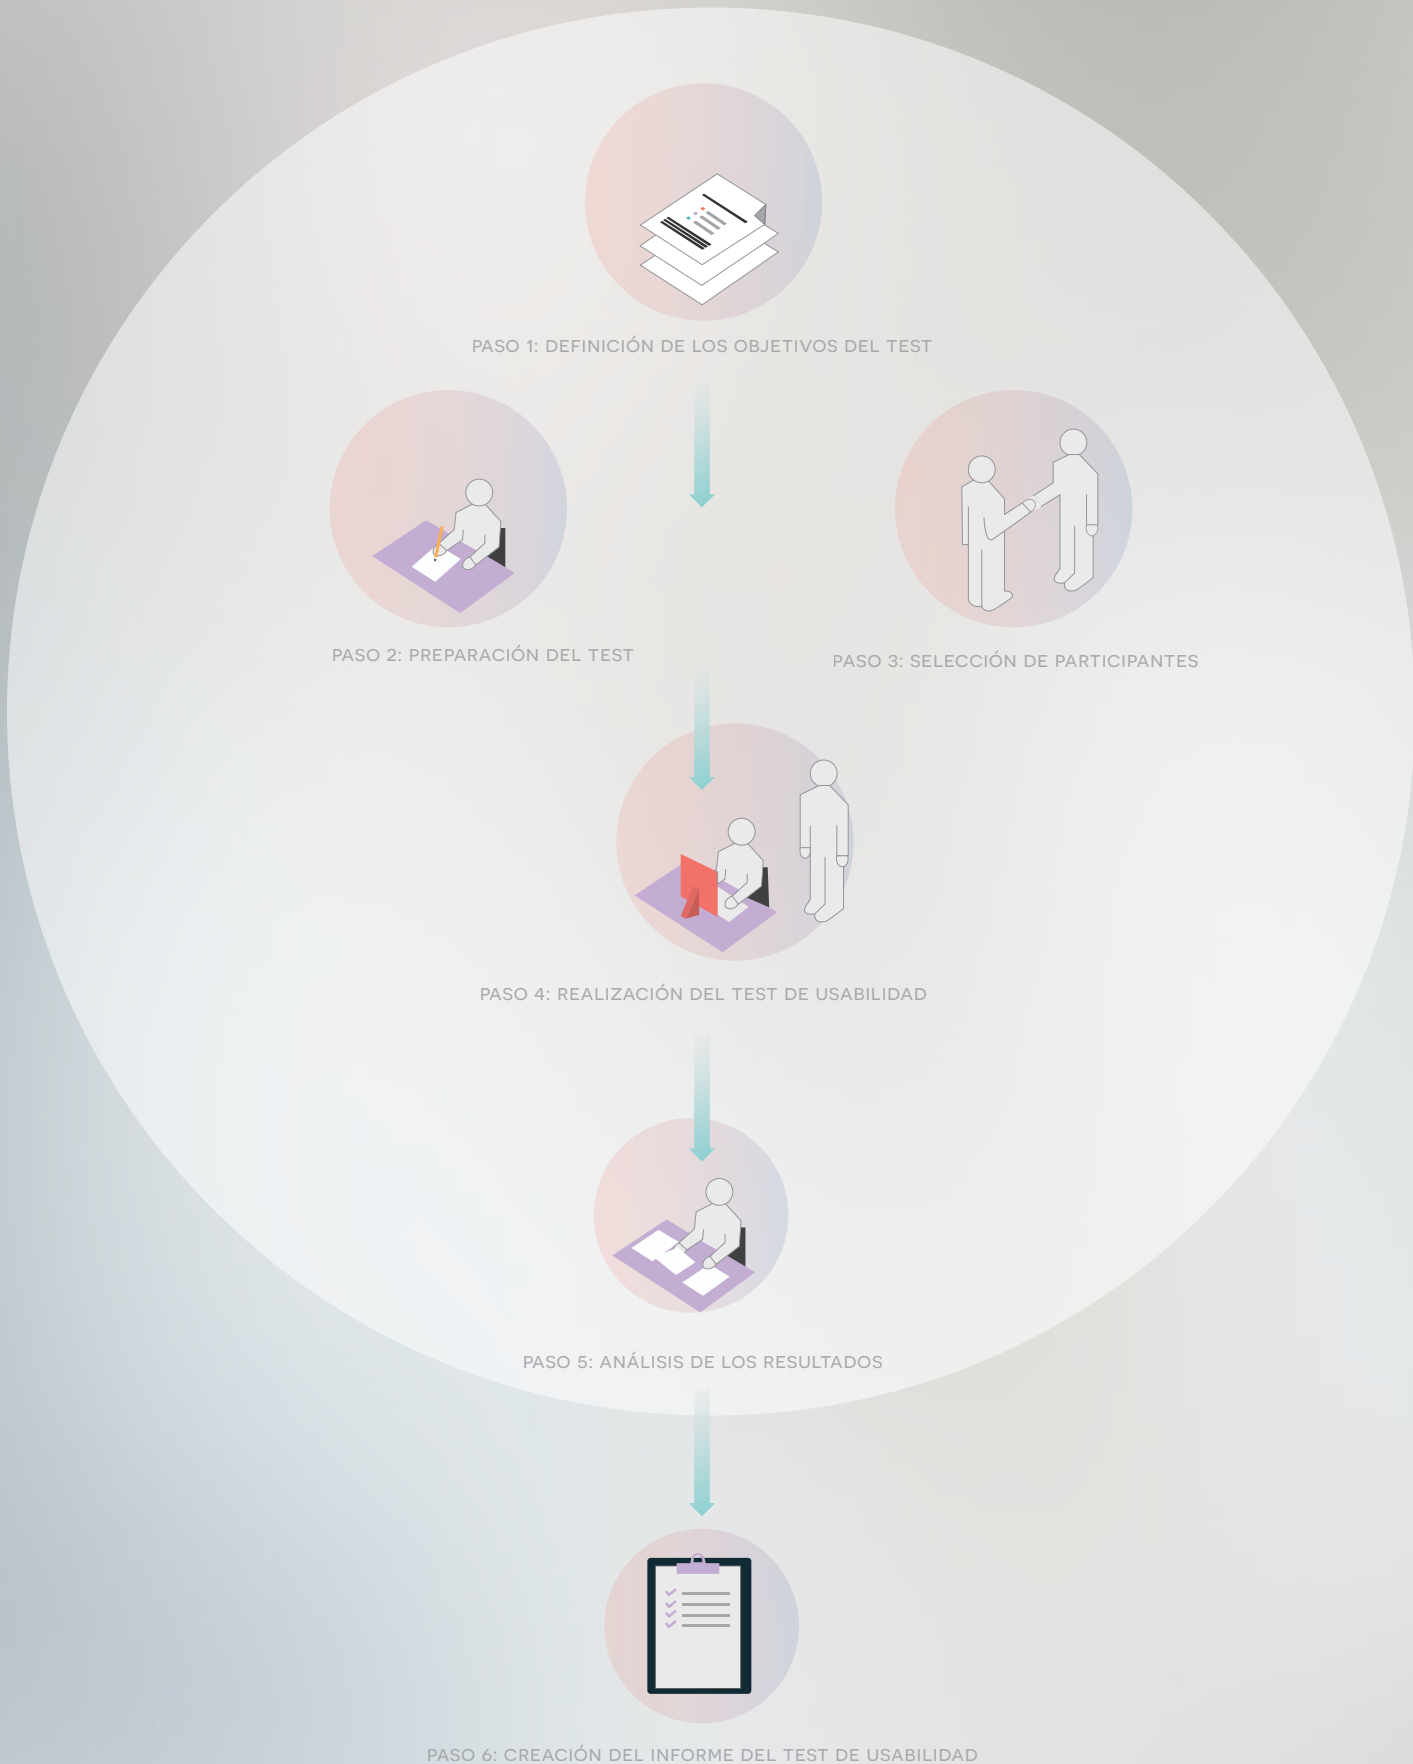 PASO 1: DEFINICIÓN DE LOS OBJETIVOS DEL TEST
PASO 2: PREPARACIÓN DEL TEST
PASO 3: SELECCIÓN DE PARTICIPANTES
PASO 4: REALIZACIÓN DEL TEST DE USABILIDAD
PASO 5: ANÁLISIS DE LOS RESULTADOS
PASO 6: CREACIÓN DEL INFORME DEL TEST DE USABILIDAD